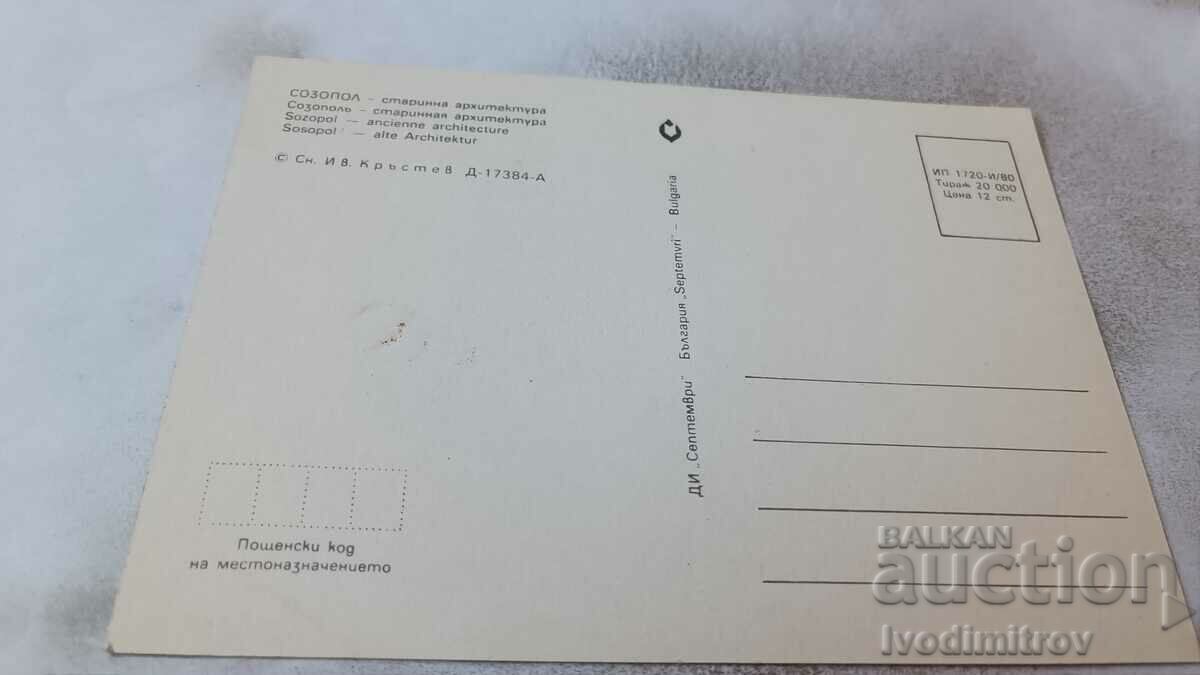 СОЗОПОЛ – старинна архитектура
Созополь – старинная архитектура
Sozopol — ancienne architecture
Sosopol — alte Architektur
© Сн. Ив. Кръстев Д-17384-А
ИП 1720-И/80
Тираж 20 000
Цена 12 ст.
ДИ „Септември" България „Septemvri" – Bulgaria
Пощенски код
на местоназначението
BALKAN
auction
Ivodimitrov